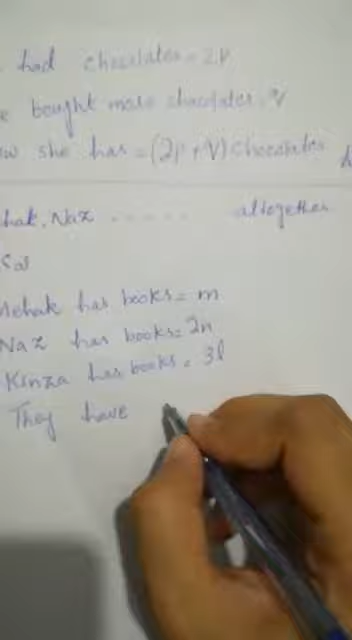 had chocolates = 2p
bought more chocolates = q
she has = (2p + q) chocolates
Naz ...... altogether
Sol
Mehak has books = m
Naz has books = 2n
Kinza has books = 3l
They have